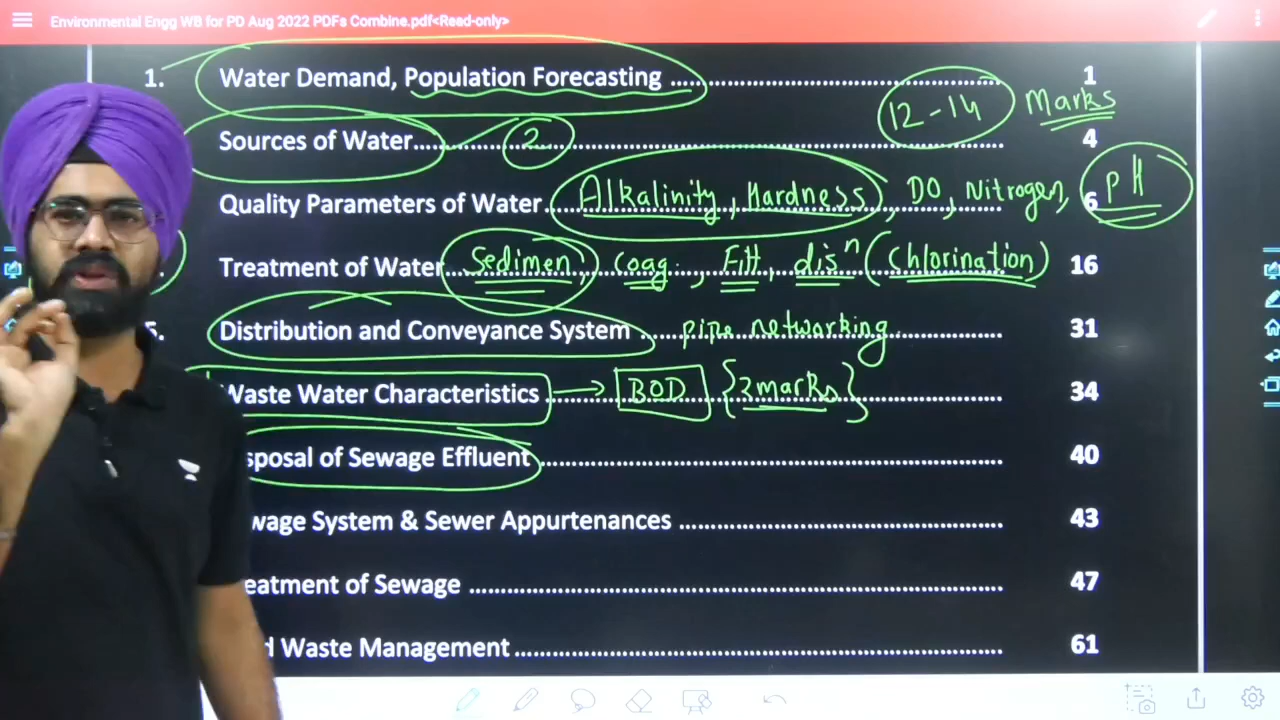 Environmental Engg WB for PD Aug 2022 PDFs Combine.pdf<Read-only>
1. Water Demand, Population Forecasting 1
12-14 Marks
Sources of Water 2 4
Quality Parameters of Water Alkalinity, Hardness, DO, Nitrogen, pH 6
Treatment of Water Sedimen, coag., Filt, disⁿ (Chlorination) 16
5. Distribution and Conveyance System pipe networking 31
Waste Water Characteristics → BOD {2marks} 34
sposal of Sewage Effluent 40
wage System & Sewer Appurtenances 43
eatment of Sewage 47
d Waste Management 61